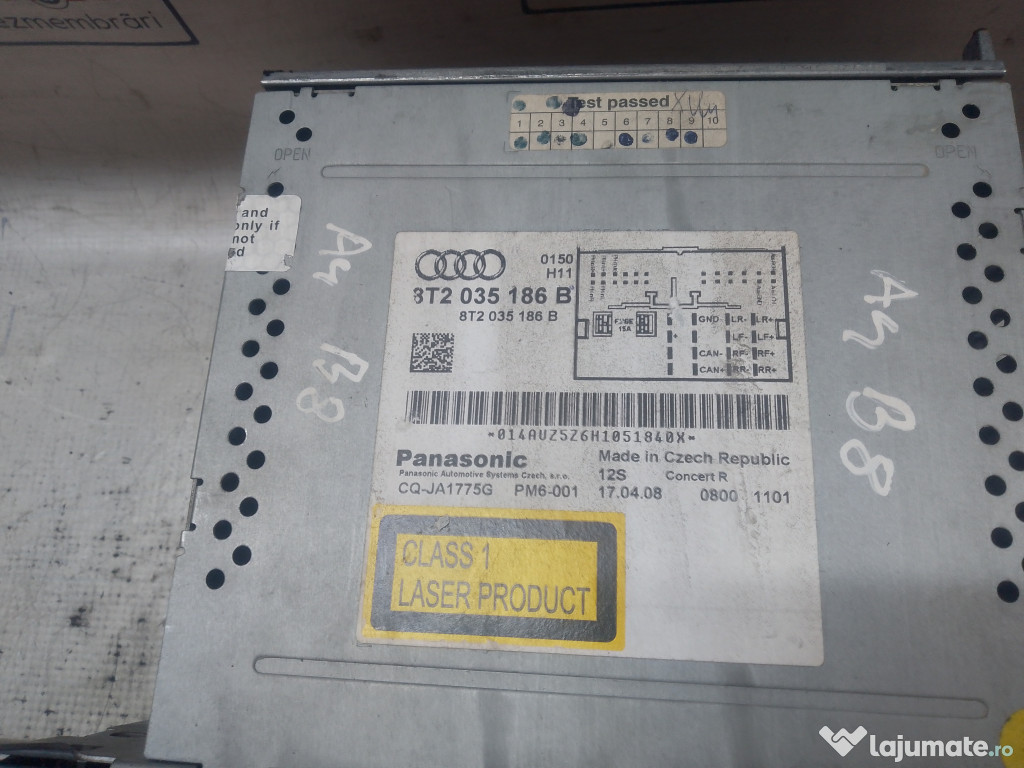 ezmembrări
Test passed
1 2 3 4 5 6 7 8 9 10
OPEN
OPEN
and
only if
not
A4 B8
A4 B8
0150
H11
8T2 035 186 B
8T2 035 186 B
FUSE
15A
GND LR- LR+
+ LF- LF+
CAN- RF- RF+
CAN+ RR- RR+
*014AUZ5Z6H1051840X*
Panasonic Made in Czech Republic
Panasonic Automotive Systems Czech, s.r.o. 12S Concert R
CQ-JA1775G PM6-001 17.04.08 0800 1101
CLASS 1
LASER PRODUCT
lajumate.ro